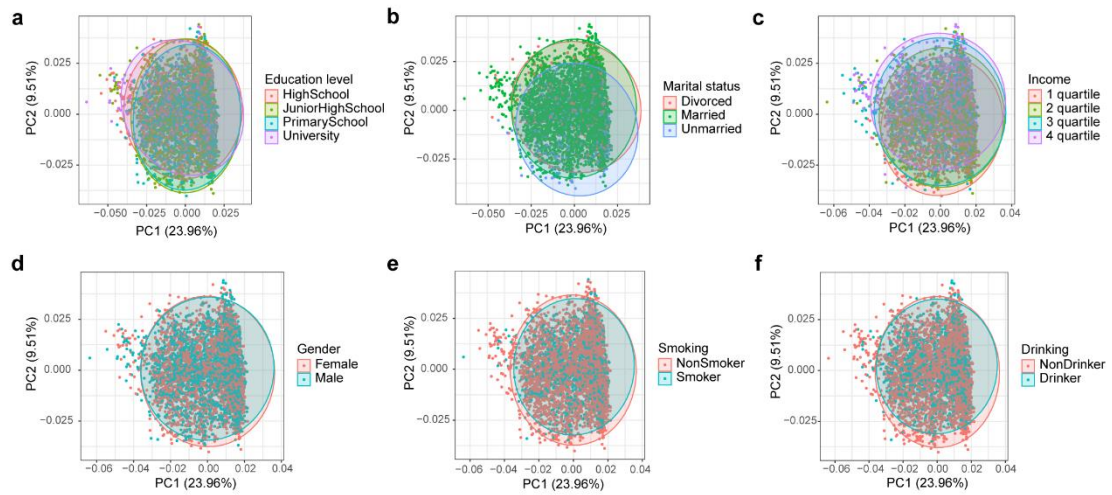 a
PC2 (9.51%)
0.025
0.000
−0.025
−0.050 −0.025 0.000 0.025
PC1 (23.96%)
Education level
HighSchool
JuniorHighSchool
PrimarySchool
University
b
PC2 (9.51%)
0.025
0.000
−0.025
−0.050 −0.025 0.000 0.025
PC1 (23.96%)
Marital status
Divorced
Married
Unmarried
c
PC2 (9.51%)
0.025
0.000
−0.025
−0.06 −0.04 −0.02 0.00 0.02 0.04
PC1 (23.96%)
Income
1 quartile
2 quartile
3 quartile
4 quartile
d
PC2 (9.51%)
0.025
0.000
−0.025
−0.06 −0.04 −0.02 0.00 0.02 0.04
PC1 (23.96%)
Gender
Female
Male
e
PC2 (9.51%)
0.025
0.000
−0.025
−0.06 −0.04 −0.02 0.00 0.02 0.04
PC1 (23.96%)
Smoking
NonSmoker
Smoker
f
PC2 (9.51%)
0.025
0.000
−0.025
−0.06 −0.04 −0.02 0.00 0.02 0.04
PC1 (23.96%)
Drinking
NonDrinker
Drinker